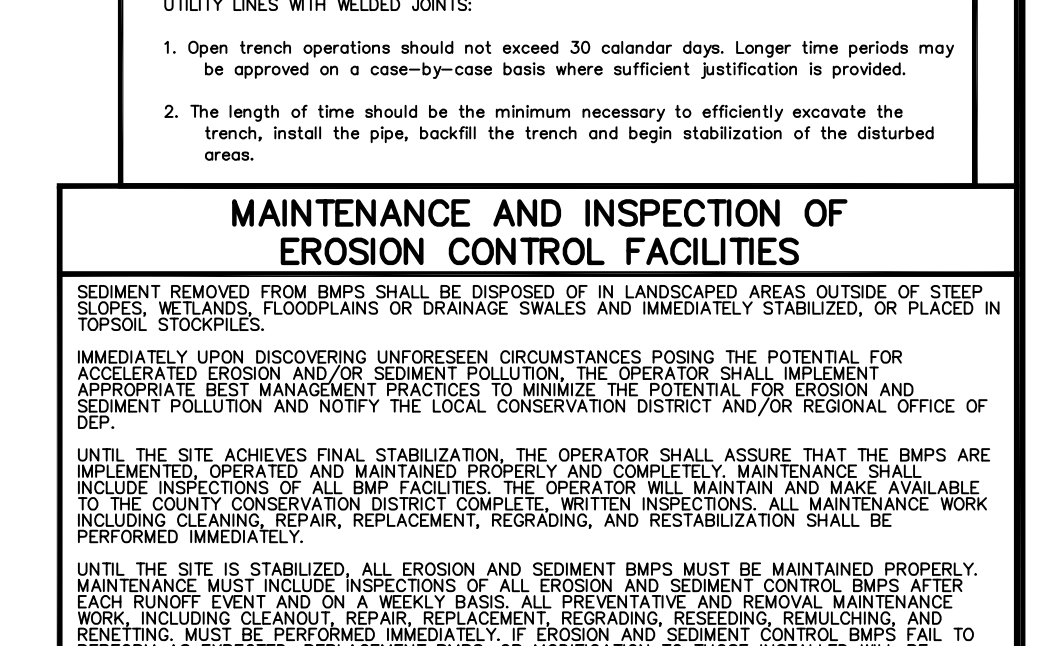 UTILITY LINES WITH WELDED JOINTS:
1. Open trench operations should not exceed 30 calandar days. Longer time periods may
be approved on a case-by-case basis where sufficient justification is provided.
2. The length of time should be the minimum necessary to efficiently excavate the
trench, install the pipe, backfill the trench and begin stabilization of the disturbed
areas.
MAINTENANCE AND INSPECTION OF
EROSION CONTROL FACILITIES
SEDIMENT REMOVED FROM BMPS SHALL BE DISPOSED OF IN LANDSCAPED AREAS OUTSIDE OF STEEP
SLOPES, WETLANDS, FLOODPLAINS OR DRAINAGE SWALES AND IMMEDIATELY STABILIZED, OR PLACED IN
TOPSOIL STOCKPILES.
IMMEDIATELY UPON DISCOVERING UNFORESEEN CIRCUMSTANCES POSING THE POTENTIAL FOR
ACCELERATED EROSION AND/OR SEDIMENT POLLUTION, THE OPERATOR SHALL IMPLEMENT
APPROPRIATE BEST MANAGEMENT PRACTICES TO MINIMIZE THE POTENTIAL FOR EROSION AND
SEDIMENT POLLUTION AND NOTIFY THE LOCAL CONSERVATION DISTRICT AND/OR REGIONAL OFFICE OF
DEP.
UNTIL THE SITE ACHIEVES FINAL STABILIZATION, THE OPERATOR SHALL ASSURE THAT THE BMPS ARE
IMPLEMENTED, OPERATED AND MAINTAINED PROPERLY AND COMPLETELY. MAINTENANCE SHALL
INCLUDE INSPECTIONS OF ALL BMP FACILITIES. THE OPERATOR WILL MAINTAIN AND MAKE AVAILABLE
TO THE COUNTY CONSERVATION DISTRICT COMPLETE, WRITTEN INSPECTIONS. ALL MAINTENANCE WORK
INCLUDING CLEANING, REPAIR, REPLACEMENT, REGRADING, AND RESTABILIZATION SHALL BE
PERFORMED IMMEDIATELY.
UNTIL THE SITE IS STABILIZED, ALL EROSION AND SEDIMENT BMPS MUST BE MAINTAINED PROPERLY.
MAINTENANCE MUST INCLUDE INSPECTIONS OF ALL EROSION AND SEDIMENT CONTROL BMPS AFTER
EACH RUNOFF EVENT AND ON A WEEKLY BASIS. ALL PREVENTATIVE AND REMOVAL MAINTENANCE
WORK, INCLUDING CLEANOUT, REPAIR, REPLACEMENT, REGRADING, RESEEDING, REMULCHING, AND
RENETTING. MUST BE PERFORMED IMMEDIATELY. IF EROSION AND SEDIMENT CONTROL BMPS FAIL TO
PERFORM AS EXPECTED, REPLACEMENT BMPS, OR MODIFICATION TO THOSE INSTALLED WILL BE